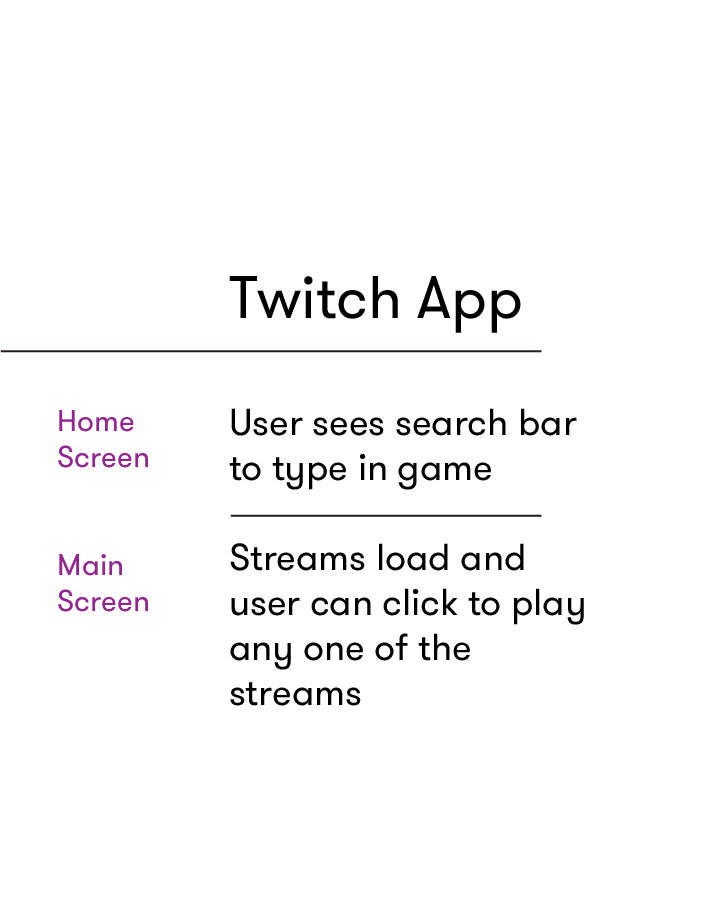 Twitch App
Home
Screen
User sees search bar
to type in game
Main
Screen
Streams load and
user can click to play
any one of the
streams